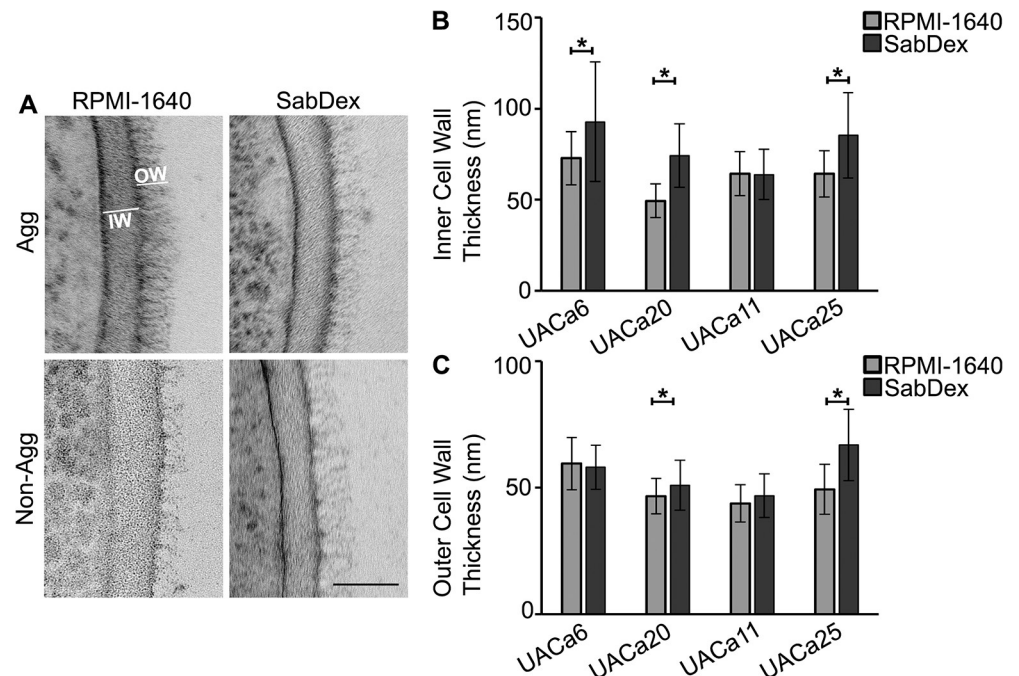 A
RPMI-1640
SabDex
Agg
OW
IW
Non-Agg
B
150
100
50
0
Inner Cell Wall
Thickness (nm)
RPMI-1640
SabDex
*
*
*
UACa6
UACa20
UACa11
UACa25
C
100
50
0
Outer Cell Wall
Thickness (nm)
RPMI-1640
SabDex
*
*
UACa6
UACa20
UACa11
UACa25